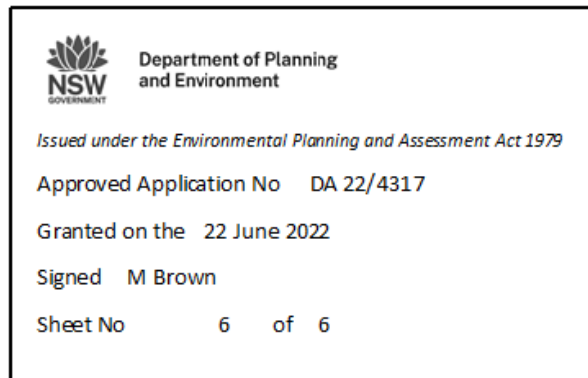 NSW
GOVERNMENT
Department of Planning
and Environment
Issued under the Environmental Planning and Assessment Act 1979
Approved Application No DA 22/4317
Granted on the 22 June 2022
Signed M Brown
Sheet No 6 of 6